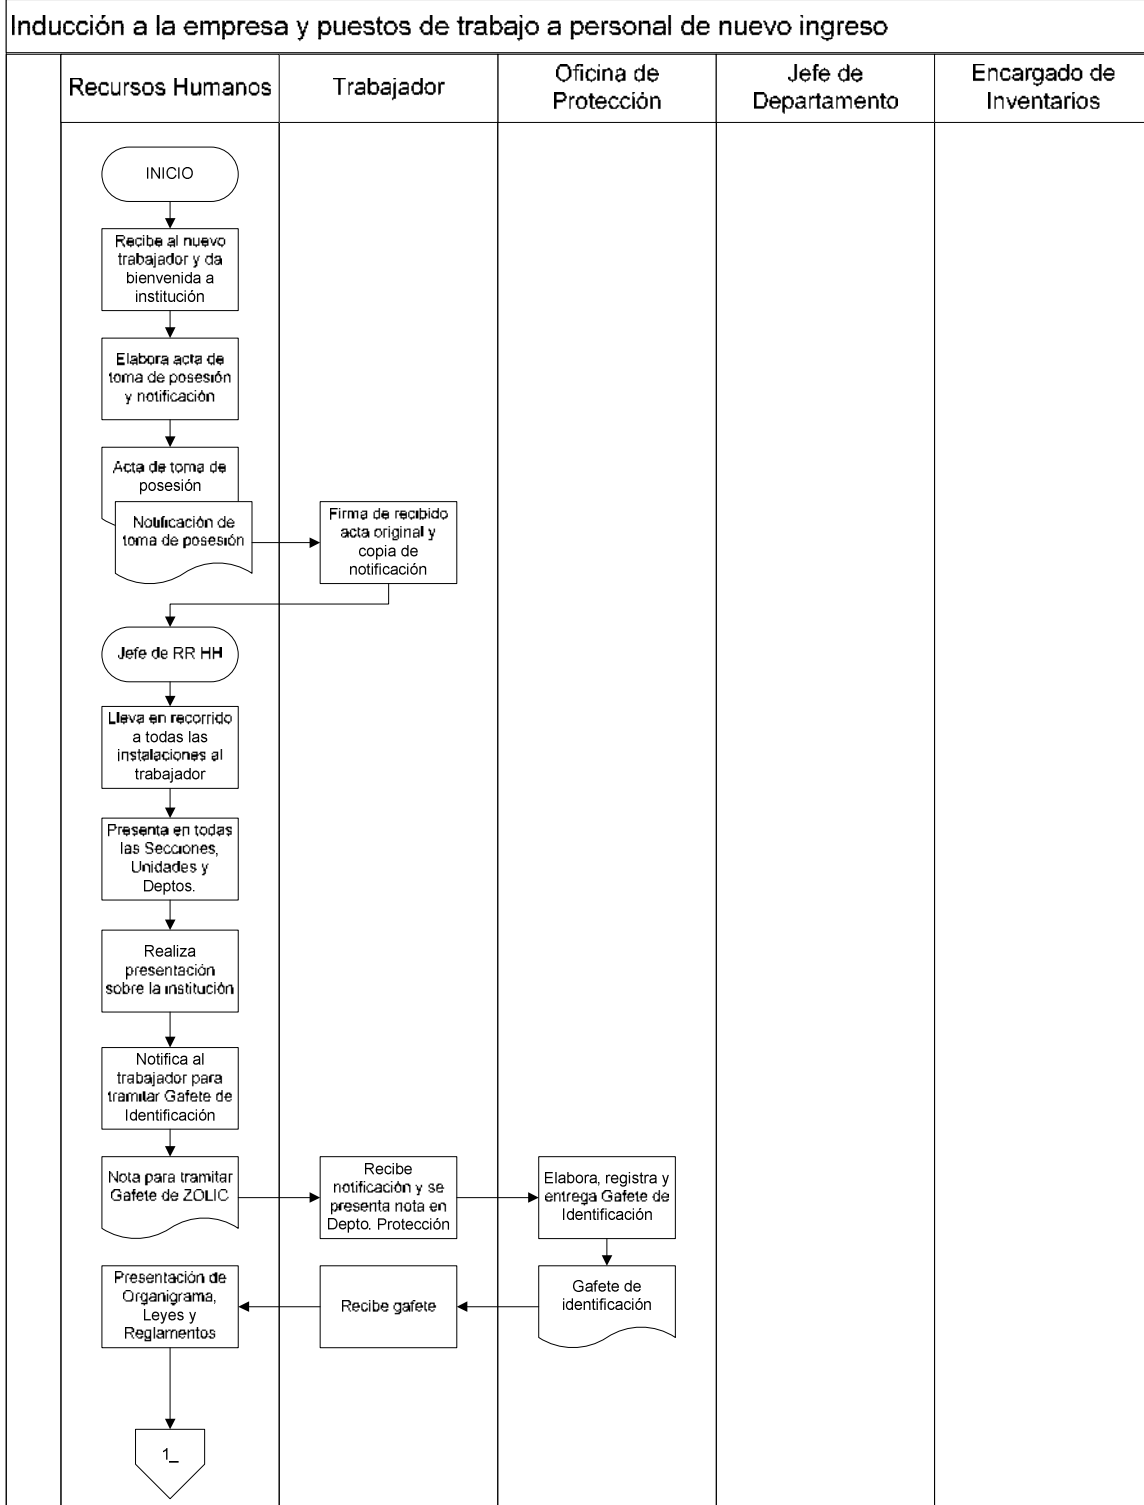 Inducción a la empresa y puestos de trabajo a personal de nuevo ingreso
Recursos Humanos
Trabajador
Oficina de
Protección
Jefe de
Departamento
Encargado de
Inventarios
INICIO
Recibe al nuevo
trabajador y da
bienvenida a
institución
Elabora acta de
toma de posesión
y notificación
Acta de toma de
posesión
Notificación de
toma de posesión
Firma de recibido
acta original y
copia de
notificación
Jefe de RR HH
Lleva en recorrido
a todas las
instalaciones al
trabajador
Presenta en todas
las Secciones,
Unidades y
Deptos.
Realiza
presentación
sobre la institución
Notifica al
trabajador para
tramitar Gafete de
Identificación
Nota para tramitar
Gafete de ZOLIC
Recibe
notificación y se
presenta nota en
Depto. Protección
Elabora, registra y
entrega Gafete de
Identificación
Presentación de
Organigrama,
Leyes y
Reglamentos
Recibe gafete
Gafete de
identificación
1_